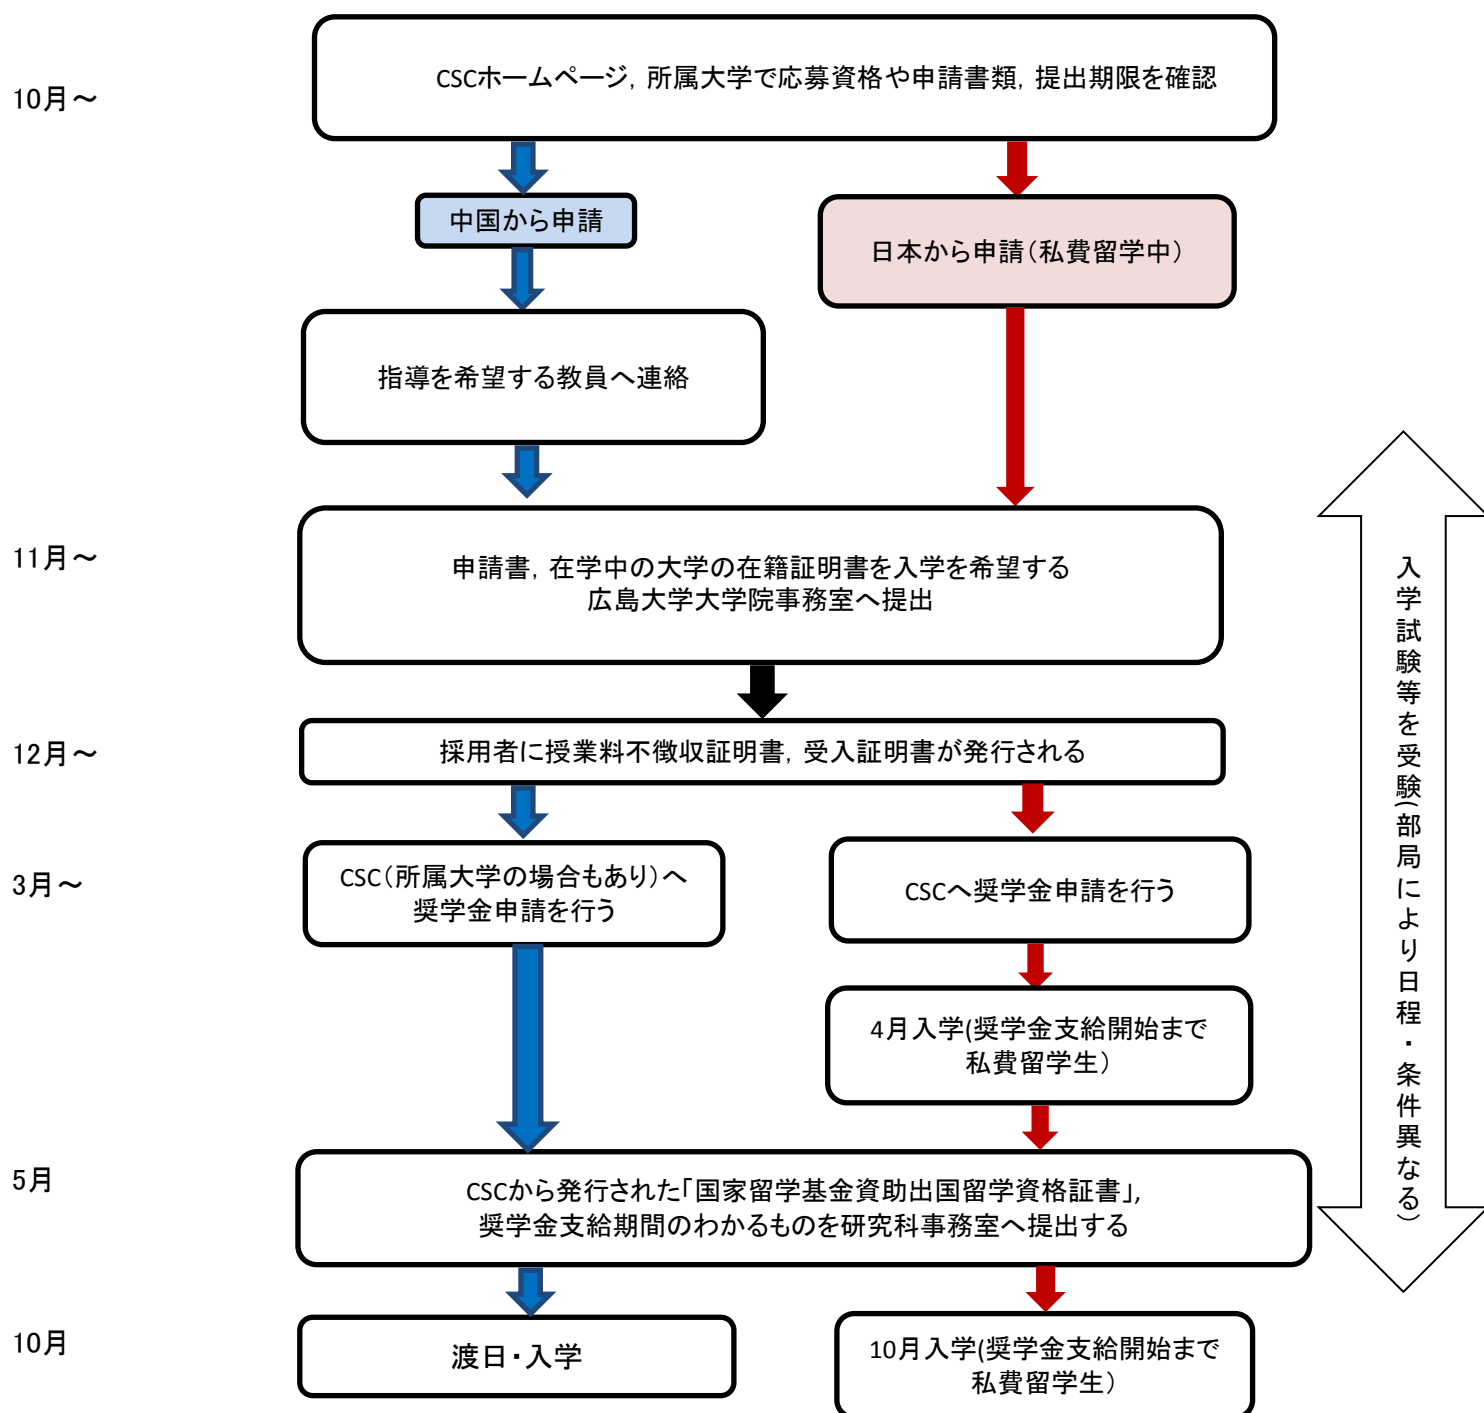 10月～
CSCホームページ，所属大学で応募資格や申請書類，提出期限を確認
中国から申請
日本から申請（私費留学中）
指導を希望する教員へ連絡
11月～
申請書，在学中の大学の在籍証明書を入学を希望する
広島大学大学院事務室へ提出
12月～
採用者に授業料不徴収証明書，受入証明書が発行される
3月～
CSC（所属大学の場合もあり）へ
奨学金申請を行う
CSCへ奨学金申請を行う
4月入学(奨学金支給開始まで
私費留学生）
5月
CSCから発行された「国家留学基金資助出国留学資格証書」，
奨学金支給期間のわかるものを研究科事務室へ提出する
10月
渡日・入学
10月入学(奨学金支給開始まで
私費留学生）
入学試験等を受験(部局により日程・条件異なる）